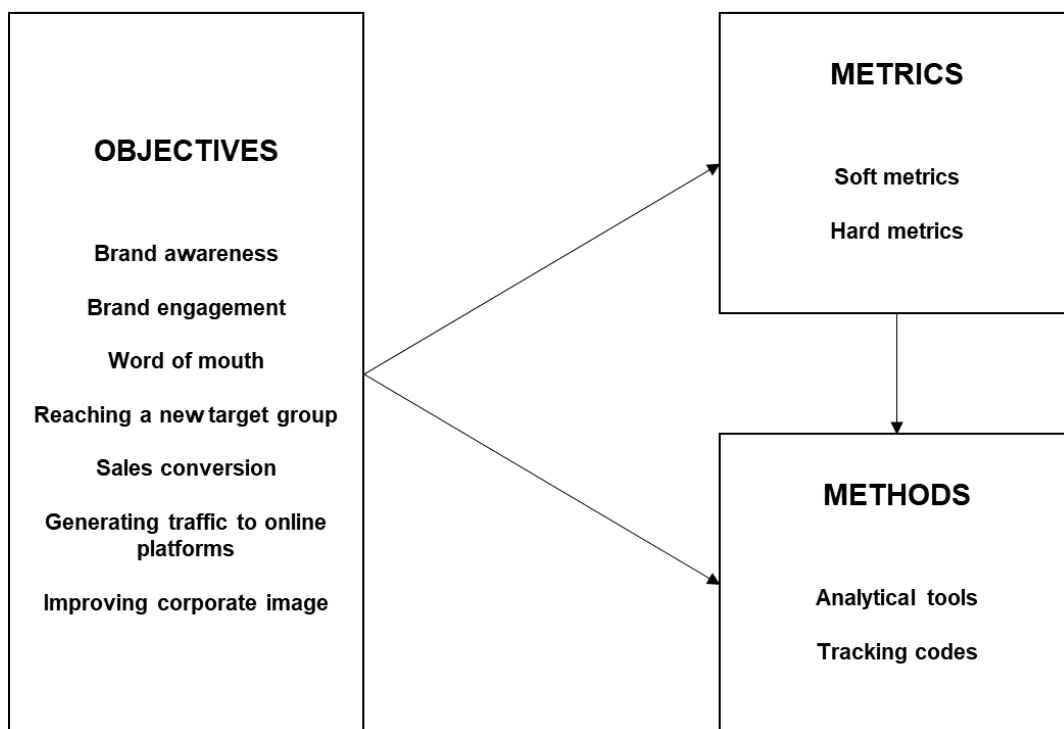 OBJECTIVES
Brand awareness
Brand engagement
Word of mouth
Reaching a new target group
Sales conversion
Generating traffic to online
platforms
Improving corporate image
METRICS
Soft metrics
Hard metrics
METHODS
Analytical tools
Tracking codes